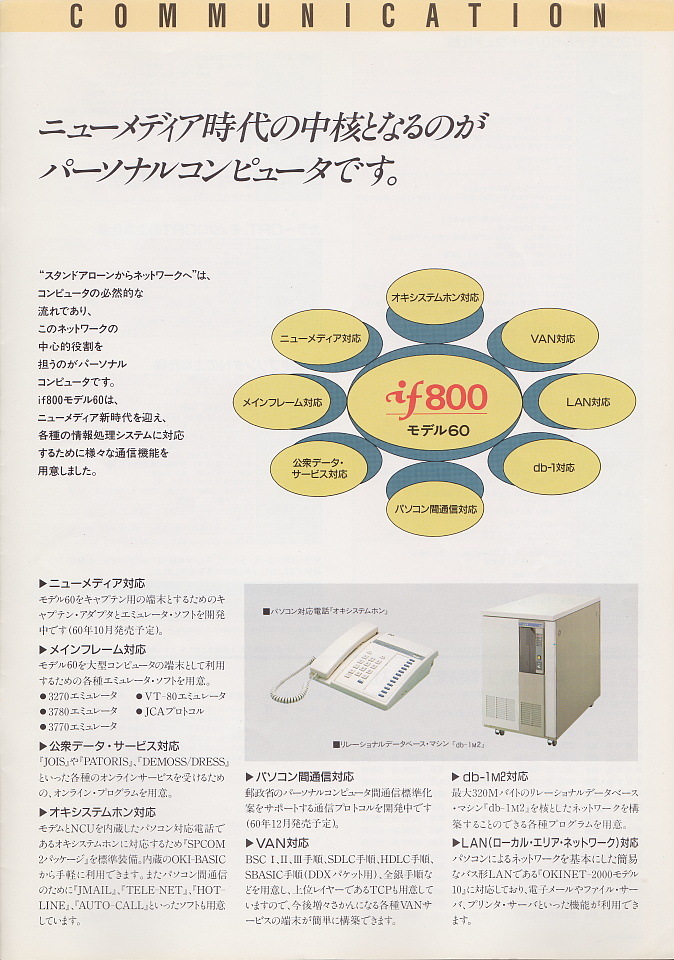 COMMUNICATION
ニューメディア時代の中核となるのが
パーソナルコンピュータです。
“スタンドアローンからネットワークへ”は、
コンピュータの必然的な
流れであり、
このネットワークの
中心的役割を
担うのがパーソナル
コンピュータです。
if800モデル60は、
ニューメディア新時代を迎え、
各種の情報処理システムに対応
するために様々な通信機能を
用意しました。
オキシステムホン対応
ニューメディア対応
VAN対応
メインフレーム対応
if800
モデル60
LAN対応
公衆データ・
サービス対応
db-1対応
パソコン間通信対応
▶ニューメディア対応
モデル60をキャプテン用の端末とするためのキ
ャプテン・アダプタとエミュレータ・ソフトを開発
中です(60年10月発売予定)。
▶メインフレーム対応
モデル60を大型コンピュータの端末として利用
するための各種エミュレータ・ソフトを用意。
●3270エミュレータ ●VT-80エミュレータ
●3780エミュレータ ●JCAプロトコル
●3770エミュレータ
▶公衆データ・サービス対応
『JOIS』や『PATORIS』、『DEMOSS/DRESS』
といった各種のオンラインサービスを受けるため
の、オンライン・プログラムを用意。
▶オキシステムホン対応
モデムとNCUを内蔵したパソコン対応電話で
あるオキシステムホンに対応するため『SPCOM
2パッケージ』を標準装備。内蔵のOKI-BASIC
から手軽に利用できます。またパソコン間通信
のために『JMAIL』、『TELE-NET』、『HOT-
LINE』、『AUTO-CALL』といったソフトも用意
しています。
■パソコン対応電話『オキシステムホン』
■リレーショナルデータベース・マシン『db-1M2』
▶パソコン間通信対応
郵政省のパーソナルコンピュータ間通信標準化
案をサポートする通信プロトコルを開発中です
(60年12月発売予定)。
▶VAN対応
BSC I、II、III手順、SDLC手順、HDLC手順、
SBASIC手順(DDXパケット用)、全銀手順な
どを用意し、上位レイヤーであるTCPも用意して
いますので、今後増々さかんになる各種VANサ
ービスの端末が簡単に構築できます。
▶db-1M2対応
最大320Mバイトのリレーショナルデータベース
・マシン『db-1M2』を核としたネットワークを構
築することのできる各種プログラムを用意。
▶LAN(ローカル・エリア・ネットワーク)対応
パソコンによるネットワークを基本にした簡易
なバス形LANである『OKINET-2000モデル
10』に対応しており、電子メールやファイル・サー
バ、プリンタ・サーバといった機能が利用でき
ます。